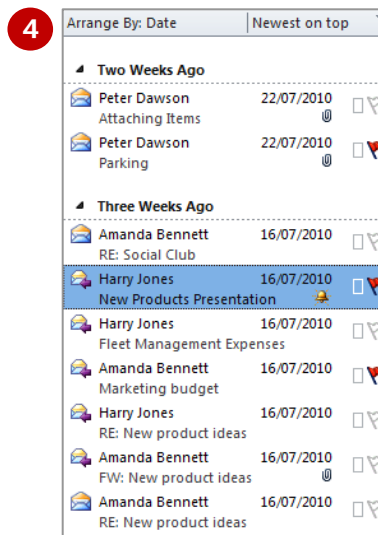 4
Arrange By: Date Newest on top
Two Weeks Ago
Peter Dawson 22/07/2010
Attaching Items
Peter Dawson 22/07/2010
Parking
Three Weeks Ago
Amanda Bennett 16/07/2010
RE: Social Club
Harry Jones 16/07/2010
New Products Presentation
Harry Jones 16/07/2010
Fleet Management Expenses
Amanda Bennett 16/07/2010
Marketing budget
Harry Jones 16/07/2010
RE: New product ideas
Amanda Bennett 16/07/2010
FW: New product ideas
Amanda Bennett 16/07/2010
RE: New product ideas